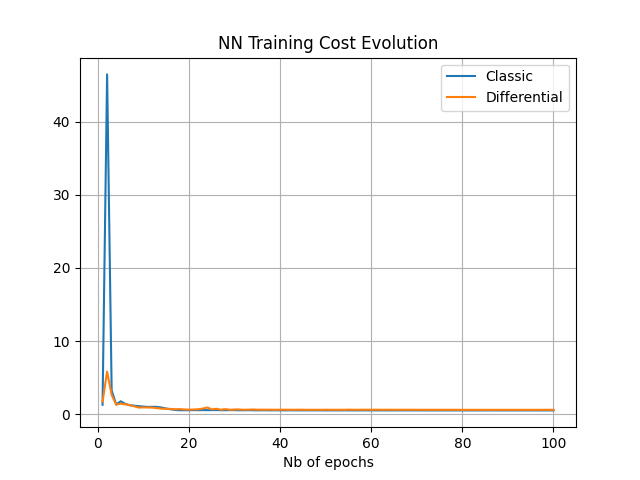 NN Training Cost Evolution
Classic
Differential
40
30
20
10
0
0 20 40 60 80 100
Nb of epochs